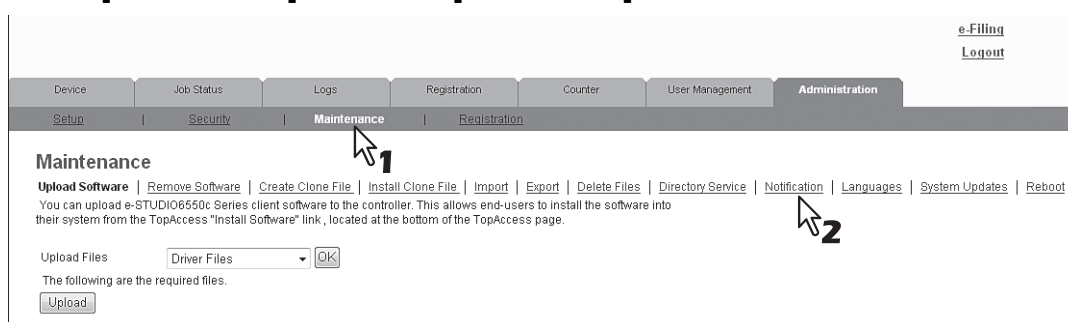 e-Filing
Logout
Device Job Status Logs Registration Counter User Management Administration
Setup | Security | Maintenance | Registration
1
Maintenance
Upload Software | Remove Software | Create Clone File | Install Clone File | Import | Export | Delete Files | Directory Service | Notification | Languages | System Updates | Reboot
You can upload e-STUDIO6550c Series client software to the controller. This allows end-users to install the software into
their system from the TopAccess "Install Software" link , located at the bottom of the TopAccess page.
2
Upload Files Driver Files OK
The following are the required files.
Upload